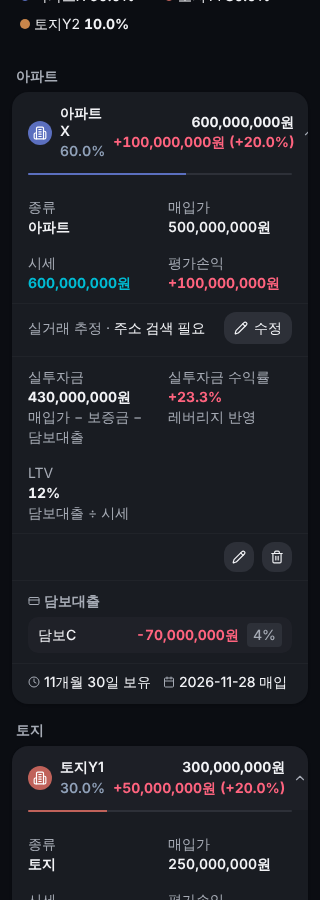 토지Y2 10.0%
아파트
아파트 X
600,000,000원
60.0%
+100,000,000원 (+20.0%)
종류
매입가
아파트
500,000,000원
시세
평가손익
600,000,000원
+100,000,000원
실거래 추정 · 주소 검색 필요
수정
실투자금
실투자금 수익률
430,000,000원
+23.3%
매입가 − 보증금 −
담보대출
레버리지 반영
LTV
12%
담보대출 ÷ 시세
담보대출
담보C
-70,000,000원
4%
11개월 30일 보유
2026-11-28 매입
토지
토지Y1
300,000,000원
30.0%
+50,000,000원 (+20.0%)
종류
매입가
토지
250,000,000원